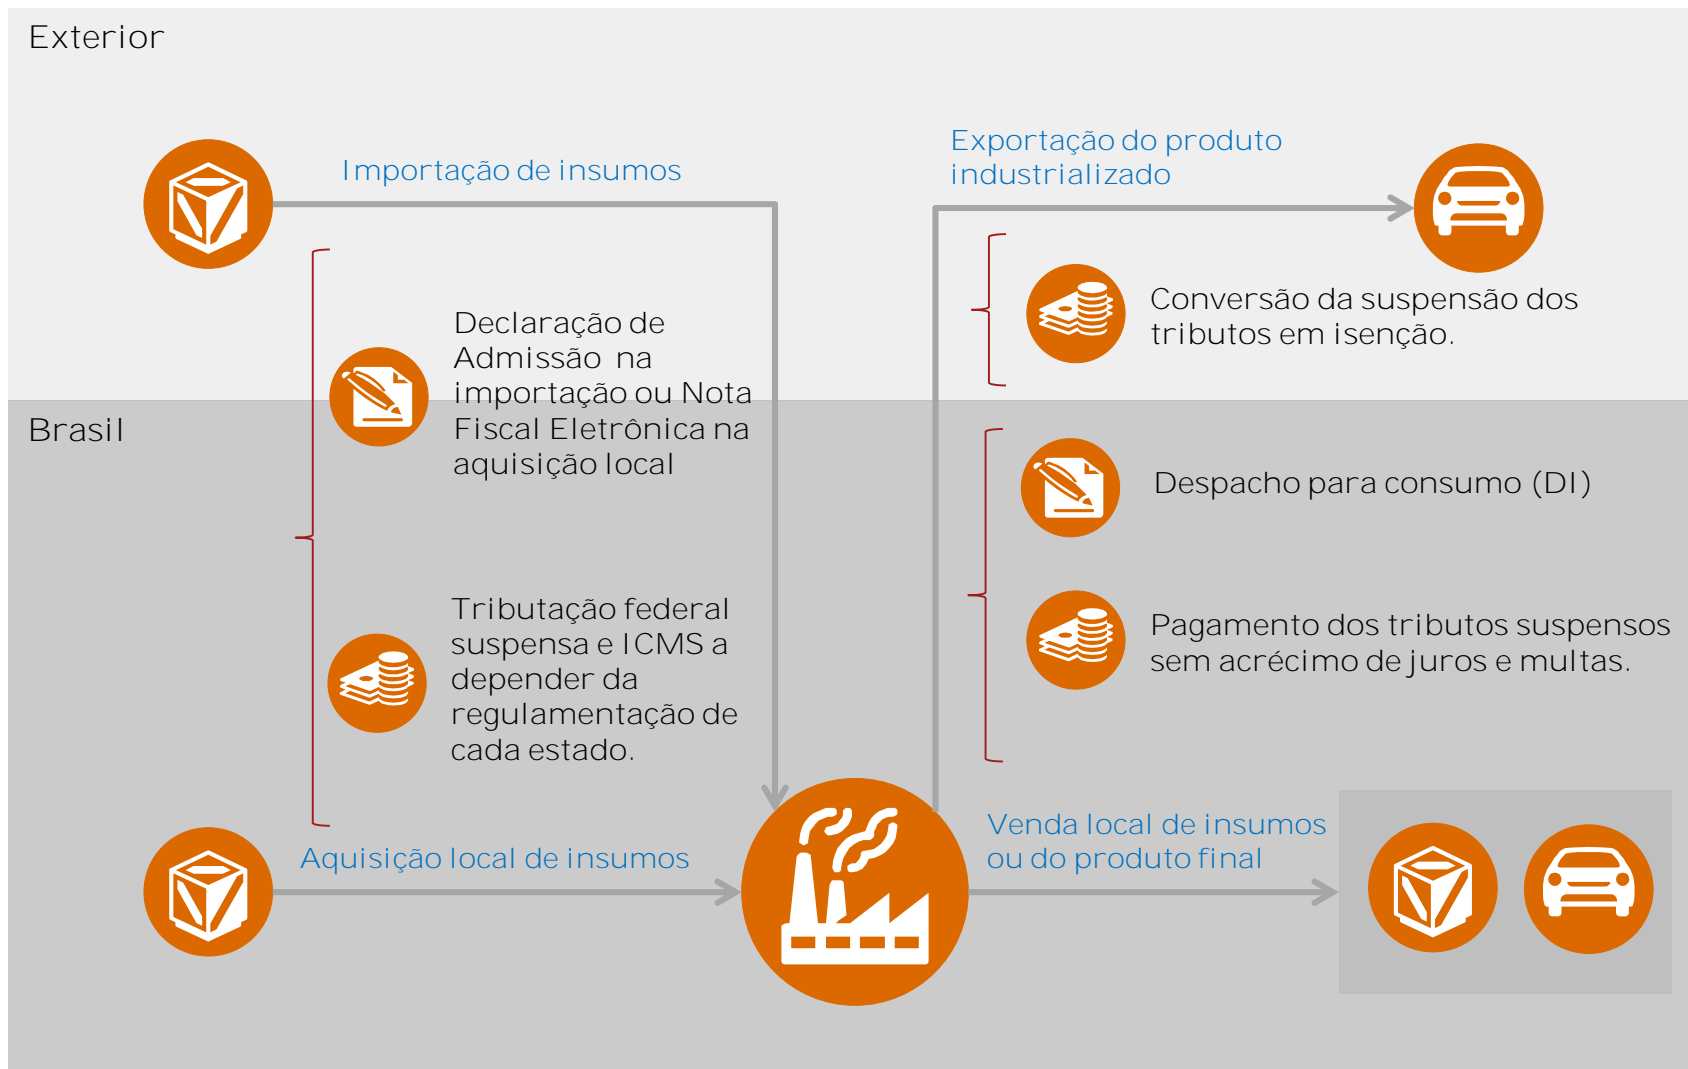 Exterior
Importação de insumos
Exportação do produto
industrializado
Conversão da suspensão dos
tributos em isenção.
Declaração de
Admissão na
importação ou Nota
Fiscal Eletrônica na
aquisição local
Brasil
Despacho para consumo (DI)
Tributação federal
suspensa e ICMS a
depender da
regulamentação de
cada estado.
Pagamento dos tributos suspensos
sem acrécimo de juros e multas.
Aquisição local de insumos
Venda local de insumos
ou do produto final